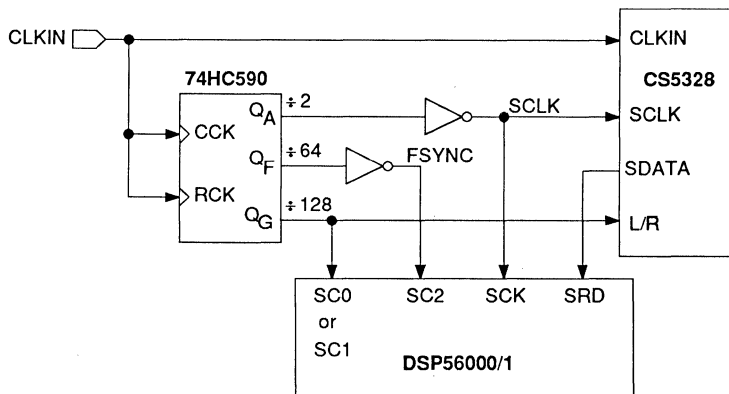 CLKIN
CLKIN
74HC590
CS5328
QA
÷2
SCLK
SCLK
CCK
÷64
FSYNC
QF
SDATA
RCK
÷128
QG
L/R
SC0
or
SC1
SC2
SCK
SRD
DSP56000/1